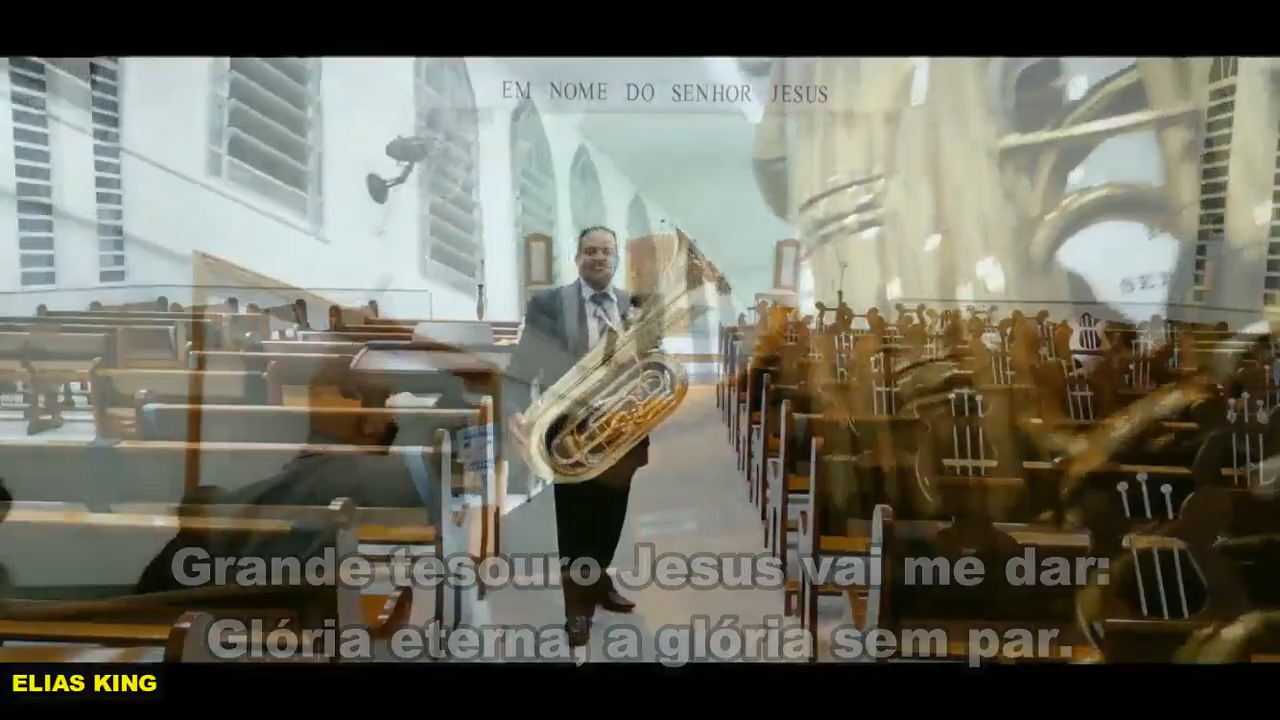 EM NOME DO SENHOR JESUS
Grande tesouro Jesus vai me dar:
Glória eterna, a glória sem par.
ELIAS KING